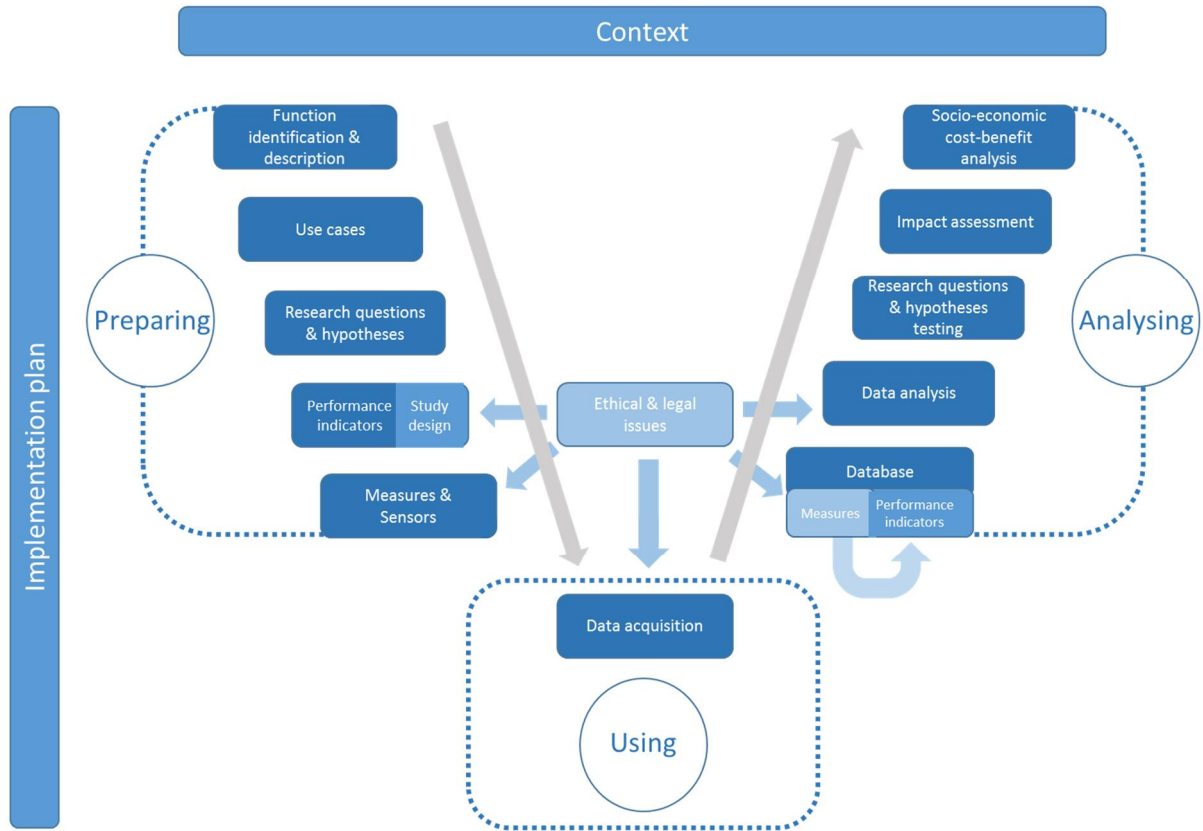 Context
Implementation plan
Function
identification &
description
Use cases
Research questions
& hypotheses
Performance
indicators
Study
design
Measures &
Sensors
Preparing
Ethical & legal
issues
Data acquisition
Using
Socio-economic
cost-benefit
analysis
Impact assessment
Research questions
& hypotheses
testing
Data analysis
Database
Measures
Performance
indicators
Analysing